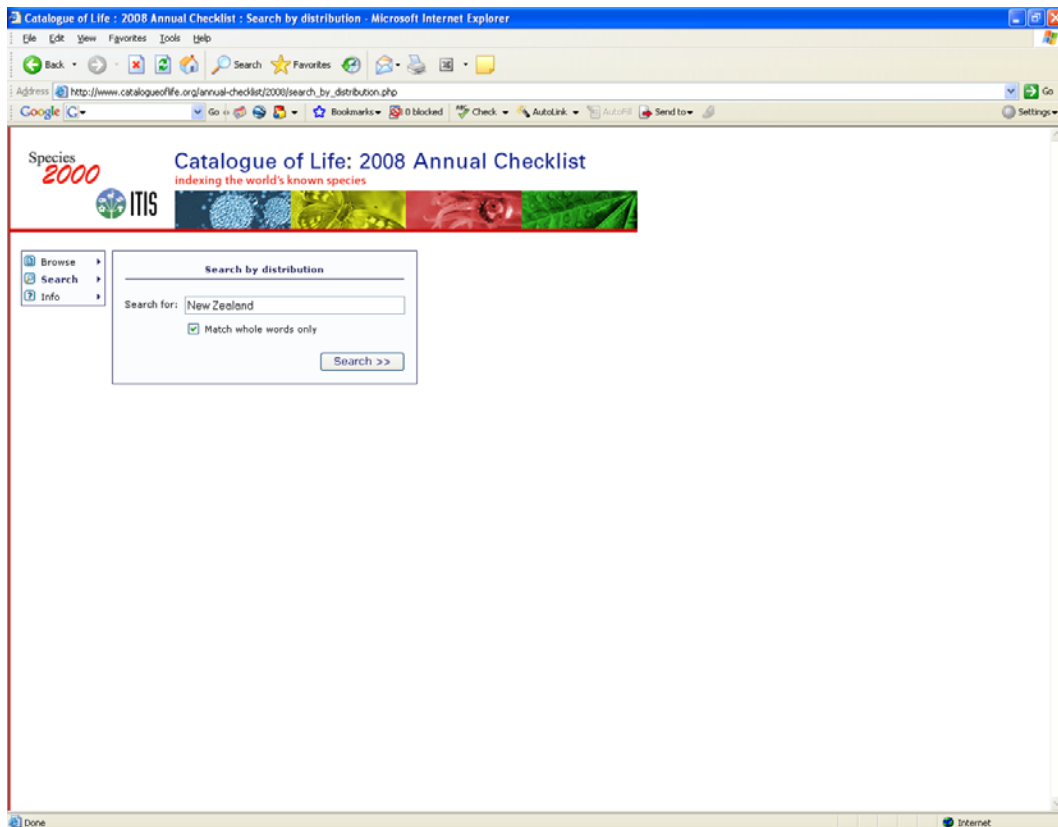 Catalogue of Life : 2008 Annual Checklist : Search by distribution - Microsoft Internet Explorer
File Edit View Favorites Tools Help
Back Search Favorites
Address http://www.catalogueoflife.org/annual-checklist/2008/search_by_distribution.php Go
Google G Go Bookmarks 0 blocked Check AutoLink AutoFill Send to Settings
Species 2000
ITIS
Catalogue of Life: 2008 Annual Checklist
indexing the world's known species
Browse
Search
Info
Search by distribution
Search for: New Zealand
Match whole words only
Search >>
Done Internet